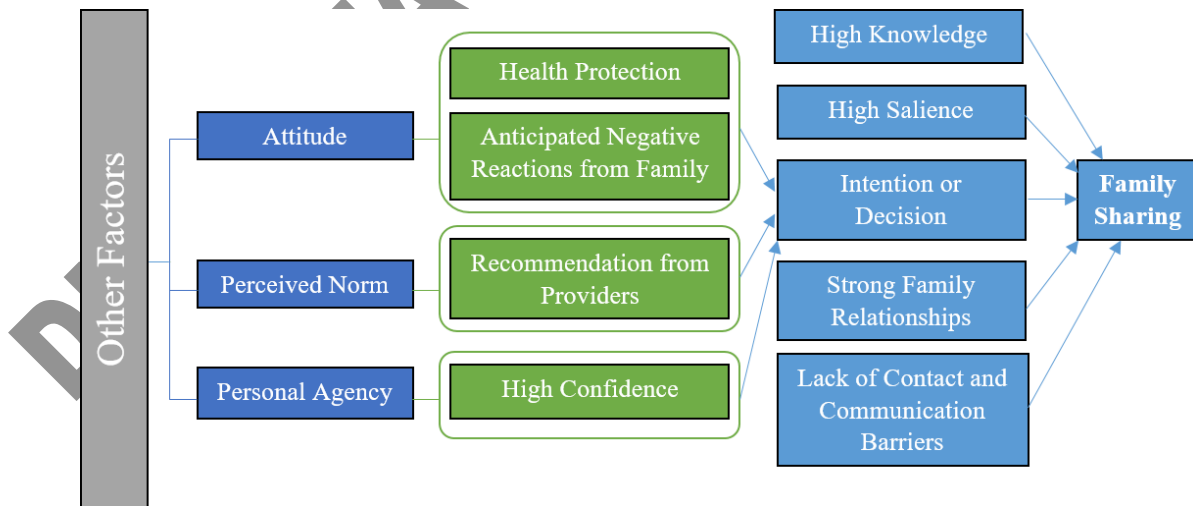 Other Factors
Attitude
Perceived Norm
Personal Agency
Health Protection
Anticipated Negative
Reactions from Family
Recommendation from
Providers
High Confidence
High Knowledge
High Salience
Intention or
Decision
Strong Family
Relationships
Lack of Contact and
Communication
Barriers
Family
Sharing